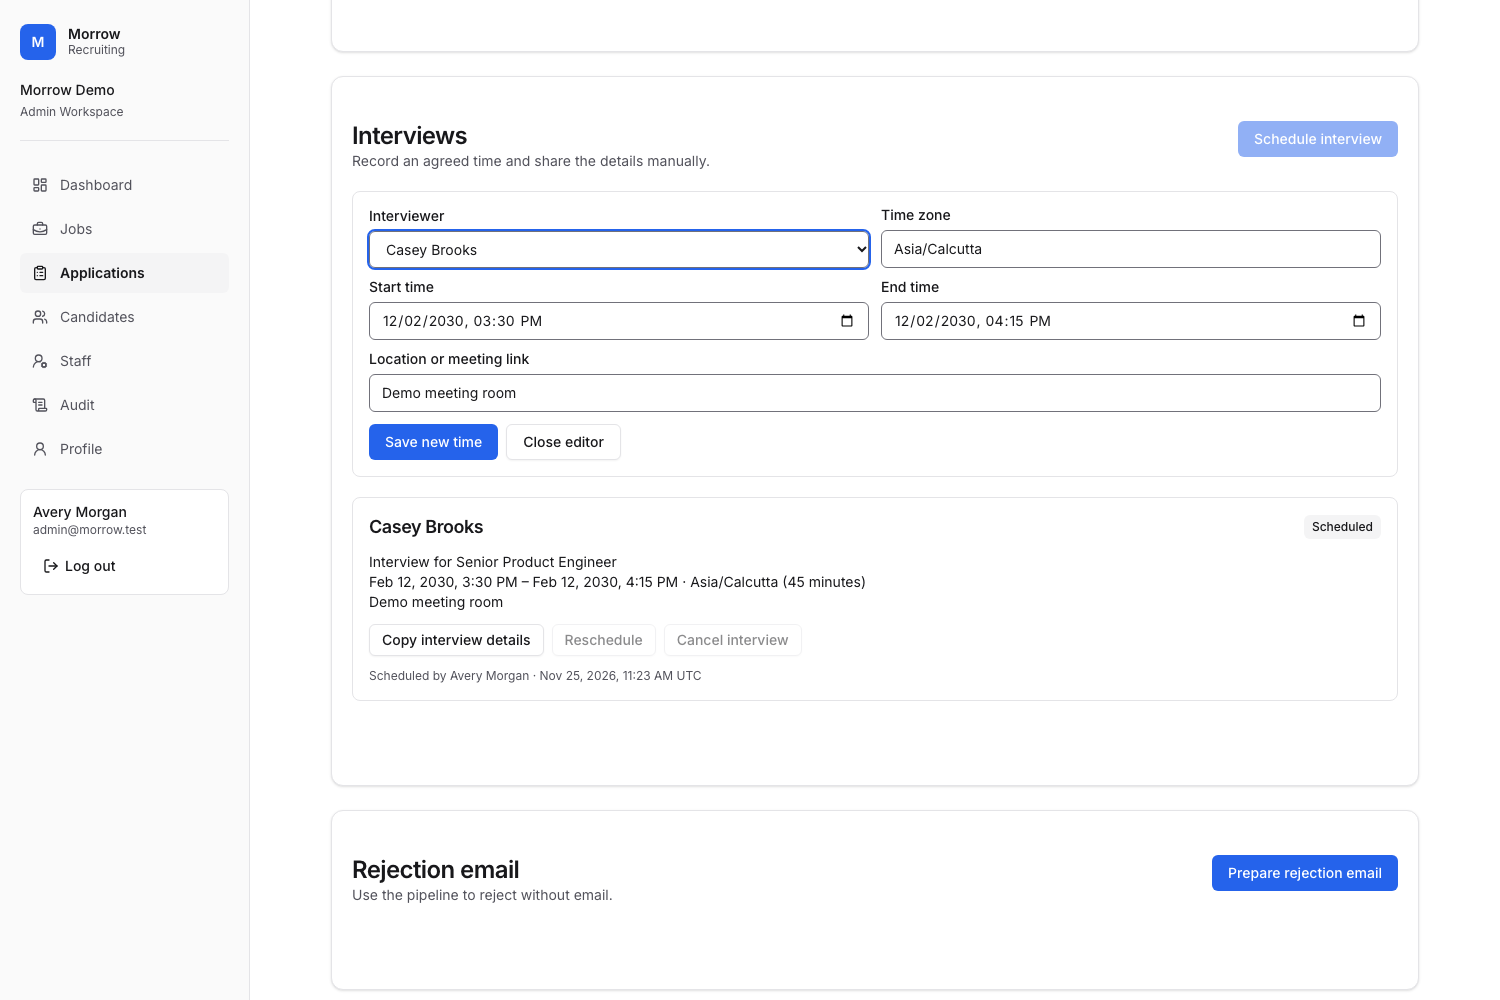 M
Morrow
Recruiting
Morrow Demo
Admin Workspace
Dashboard
Jobs
Applications
Candidates
Staff
Audit
Profile
Avery Morgan
admin@morrow.test
Log out
Interviews
Record an agreed time and share the details manually.
Schedule interview
Interviewer
Casey Brooks
Time zone
Asia/Calcutta
Start time
12/02/2030, 03:30 PM
End time
12/02/2030, 04:15 PM
Location or meeting link
Demo meeting room
Save new time
Close editor
Casey Brooks
Scheduled
Interview for Senior Product Engineer
Feb 12, 2030, 3:30 PM – Feb 12, 2030, 4:15 PM · Asia/Calcutta (45 minutes)
Demo meeting room
Copy interview details
Reschedule
Cancel interview
Scheduled by Avery Morgan · Nov 25, 2026, 11:23 AM UTC
Rejection email
Use the pipeline to reject without email.
Prepare rejection email